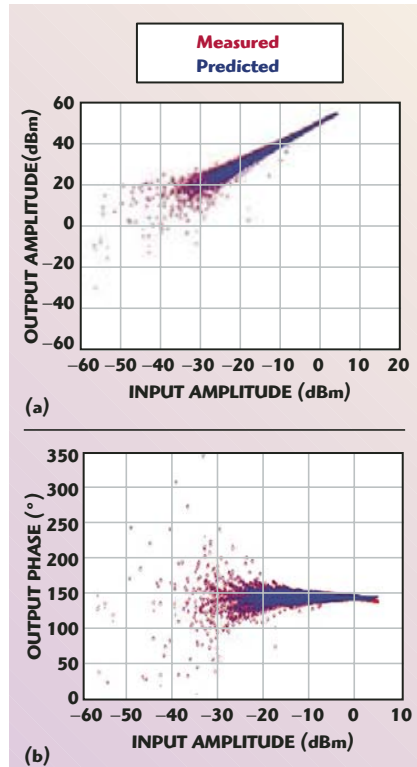 Measured
Predicted
60
40
20
0
−20
−40
−60
OUTPUT AMPLITUDE(dBm)
−60 −50 −40 −30 −20 −10 0 10
INPUT AMPLITUDE (dBm)
(a)
350
300
250
200
150
100
50
0
OUTPUT PHASE (°)
−60 −50 −40 −30 −20 −10 0 10
INPUT AMPLITUDE (dBm)
(b)